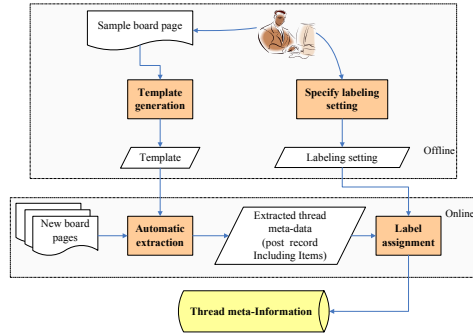 Sample board page
Template
generation
Specify labeling
setting
Template
Labeling setting
Offline
Online
New board
pages
Automatic
extraction
Extracted thread
meta-data
(post record
Including Items)
Label
assignment
Thread meta-Information